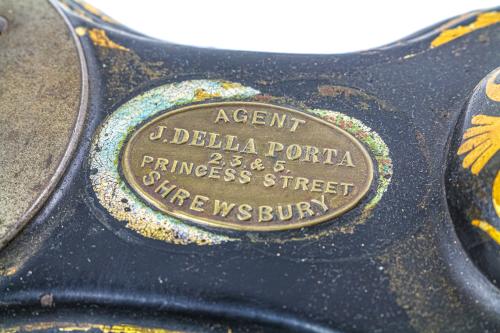 AGENT
J. DELLA PORTA
2.3 & 5.
PRINCESS STREET
SHREWSBURY